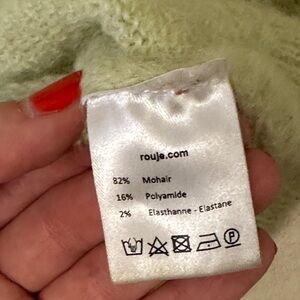 rouje.com
82% Mohair
16% Polyamide
2% Elasthanne - Elastane